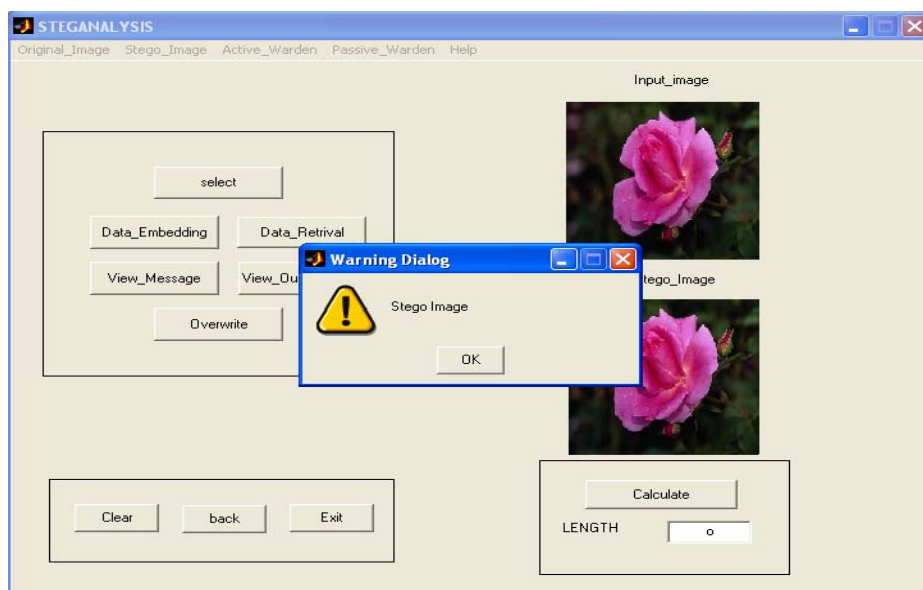 STEGANALYSIS
Original_Image Stego_Image Active_Warden Passive_Warden Help
Input_image
select
Data_Embedding Data_Retrival
Warning Dialog
View_Message View_Ou
tego_Image
Stego Image
Overwrite
OK
Calculate
Clear back Exit
LENGTH o